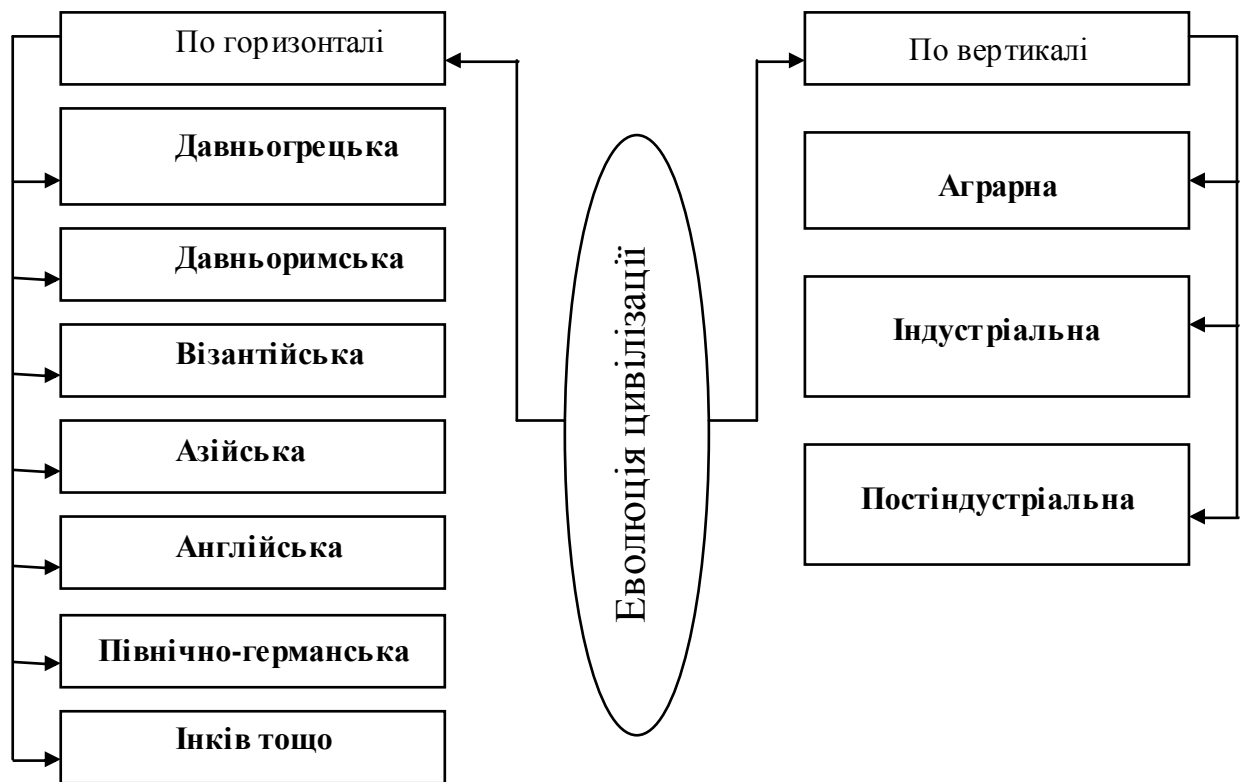 По горизонталі
Давньогрецька
Давньоримська
Візантійська
Азійська
Англійська
Північно-германська
Інків тощо
Еволюція цивілізації
По вертикалі
Аграрна
Індустріальна
Постіндустріальна